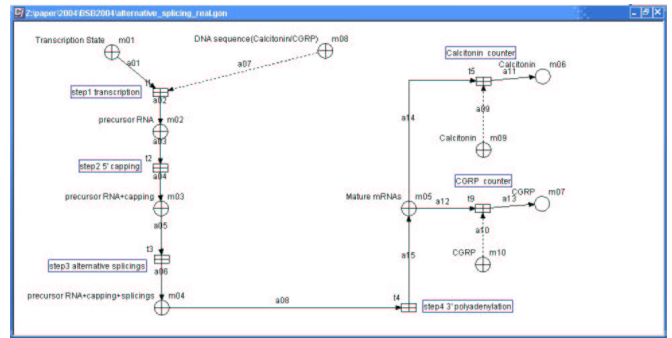 Z:\paper\2004\BSB2004\alternative_splicing_real.gon
Transcription State m01
DNA sequence(Calcitonin/CGRP) m08
a01
a07
t1
step1 transcription
a02
precursor RNA m02
a03
t2
step2 5' capping
a04
precursor RNA+capping m03
a05
t3
step3 alternative splicings
a06
precursor RNA+capping+splicings m04
a08
t4
step4 3' polyadenylation
a15
Mature mRNAs m05
a14
a12
Calcitonin counter
t5
a11
Calcitonin m06
a09
Calcitonin m09
CGRP counter
t9
a13
CGRP m07
a10
CGRP m10